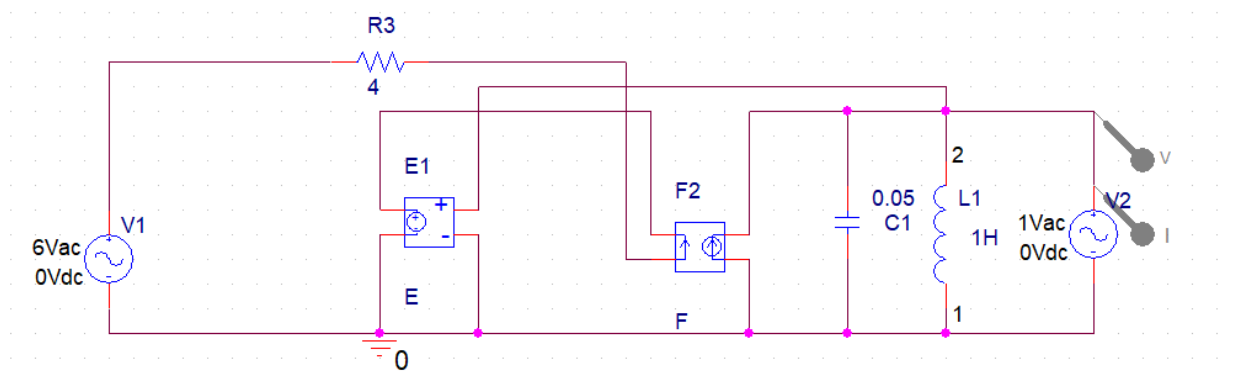 R3
4
V1
6Vac
0Vdc
+
-
E1
+
-
E
0
F2
F
0.05
C1
2
L1
1H
1
V2
1Vac
0Vdc
V
I